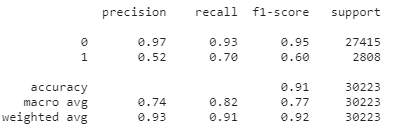 precision recall f1-score support
0 0.97 0.93 0.95 27415
1 0.52 0.70 0.60 2808
accuracy 0.91 30223
macro avg 0.74 0.82 0.77 30223
weighted avg 0.93 0.91 0.92 30223